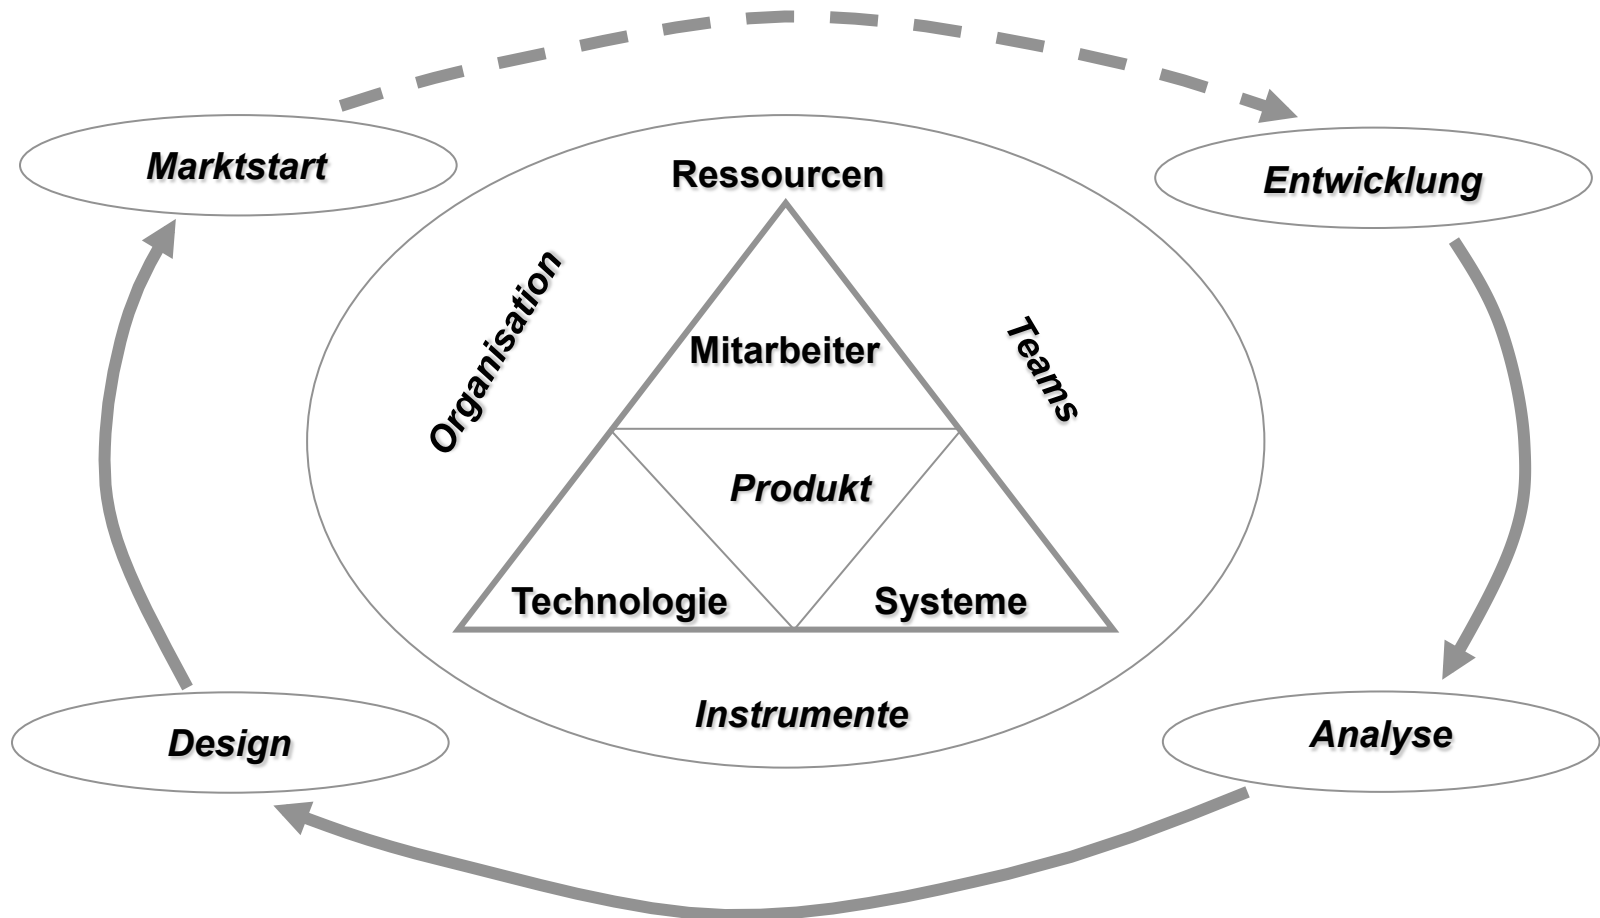 Marktstart
Ressourcen
Entwicklung
Organisation
Teams
Mitarbeiter
Produkt
Technologie
Systeme
Instrumente
Design
Analyse